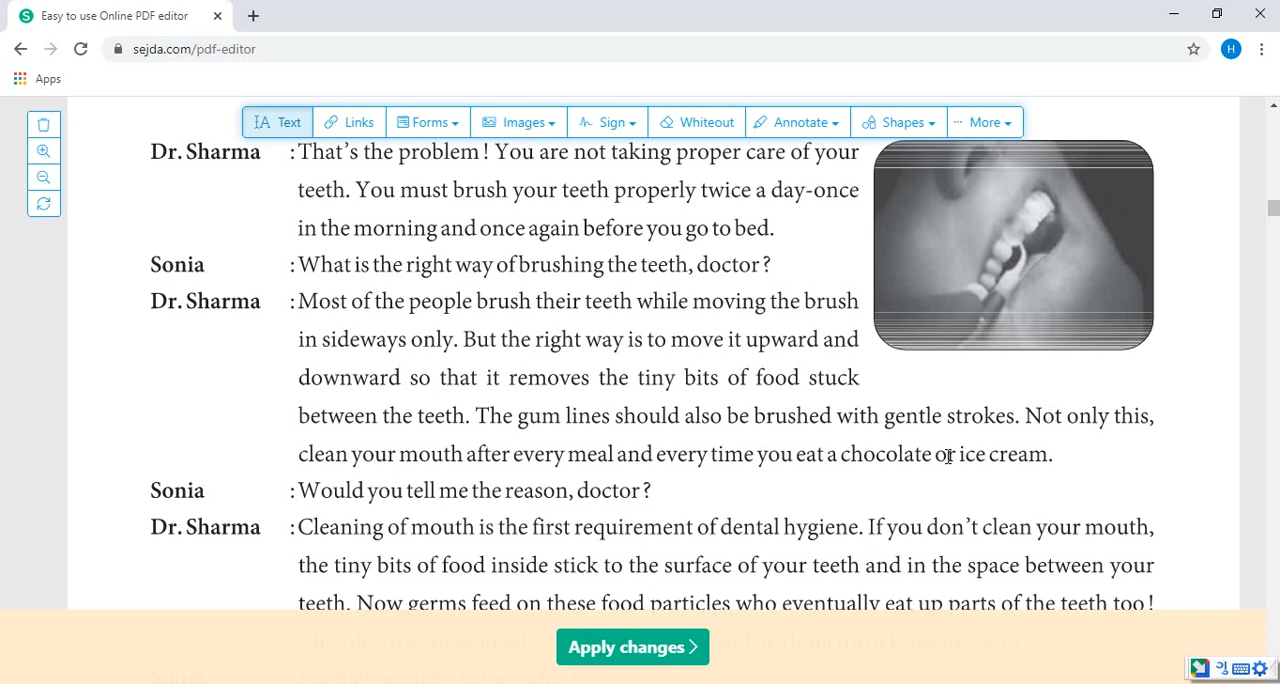 Easy to use Online PDF editor
sejda.com/pdf-editor
H
Apps
Text Links Forms Images Sign Whiteout Annotate Shapes More
Dr. Sharma : That’s the problem! You are not taking proper care of your
teeth. You must brush your teeth properly twice a day-once
in the morning and once again before you go to bed.
Sonia : What is the right way of brushing the teeth, doctor?
Dr. Sharma : Most of the people brush their teeth while moving the brush
in sideways only. But the right way is to move it upward and
downward so that it removes the tiny bits of food stuck
between the teeth. The gum lines should also be brushed with gentle strokes. Not only this,
clean your mouth after every meal and every time you eat a chocolate or ice cream.
Sonia : Would you tell me the reason, doctor?
Dr. Sharma : Cleaning of mouth is the first requirement of dental hygiene. If you don’t clean your mouth,
the tiny bits of food inside stick to the surface of your teeth and in the space between your
teeth. Now germs feed on these food particles who eventually eat up parts of the teeth too!
Apply changes